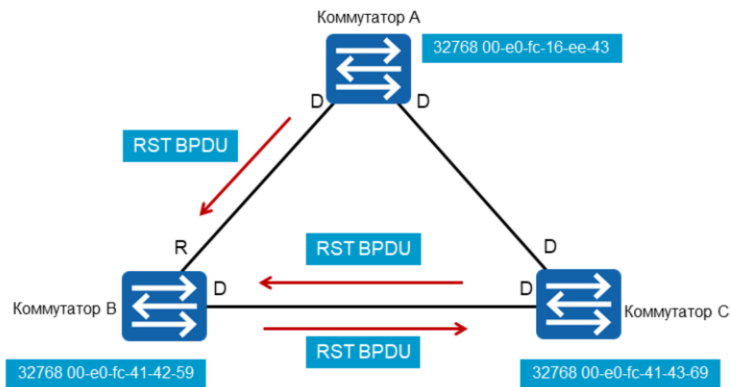 Коммутатор A
32768 00-e0-fc-16-ee-43
D
D
RST BPDU
R
RST BPDU
D
D
D
Коммутатор B
Коммутатор C
RST BPDU
32768 00-e0-fc-41-42-59
32768 00-e0-fc-41-43-69